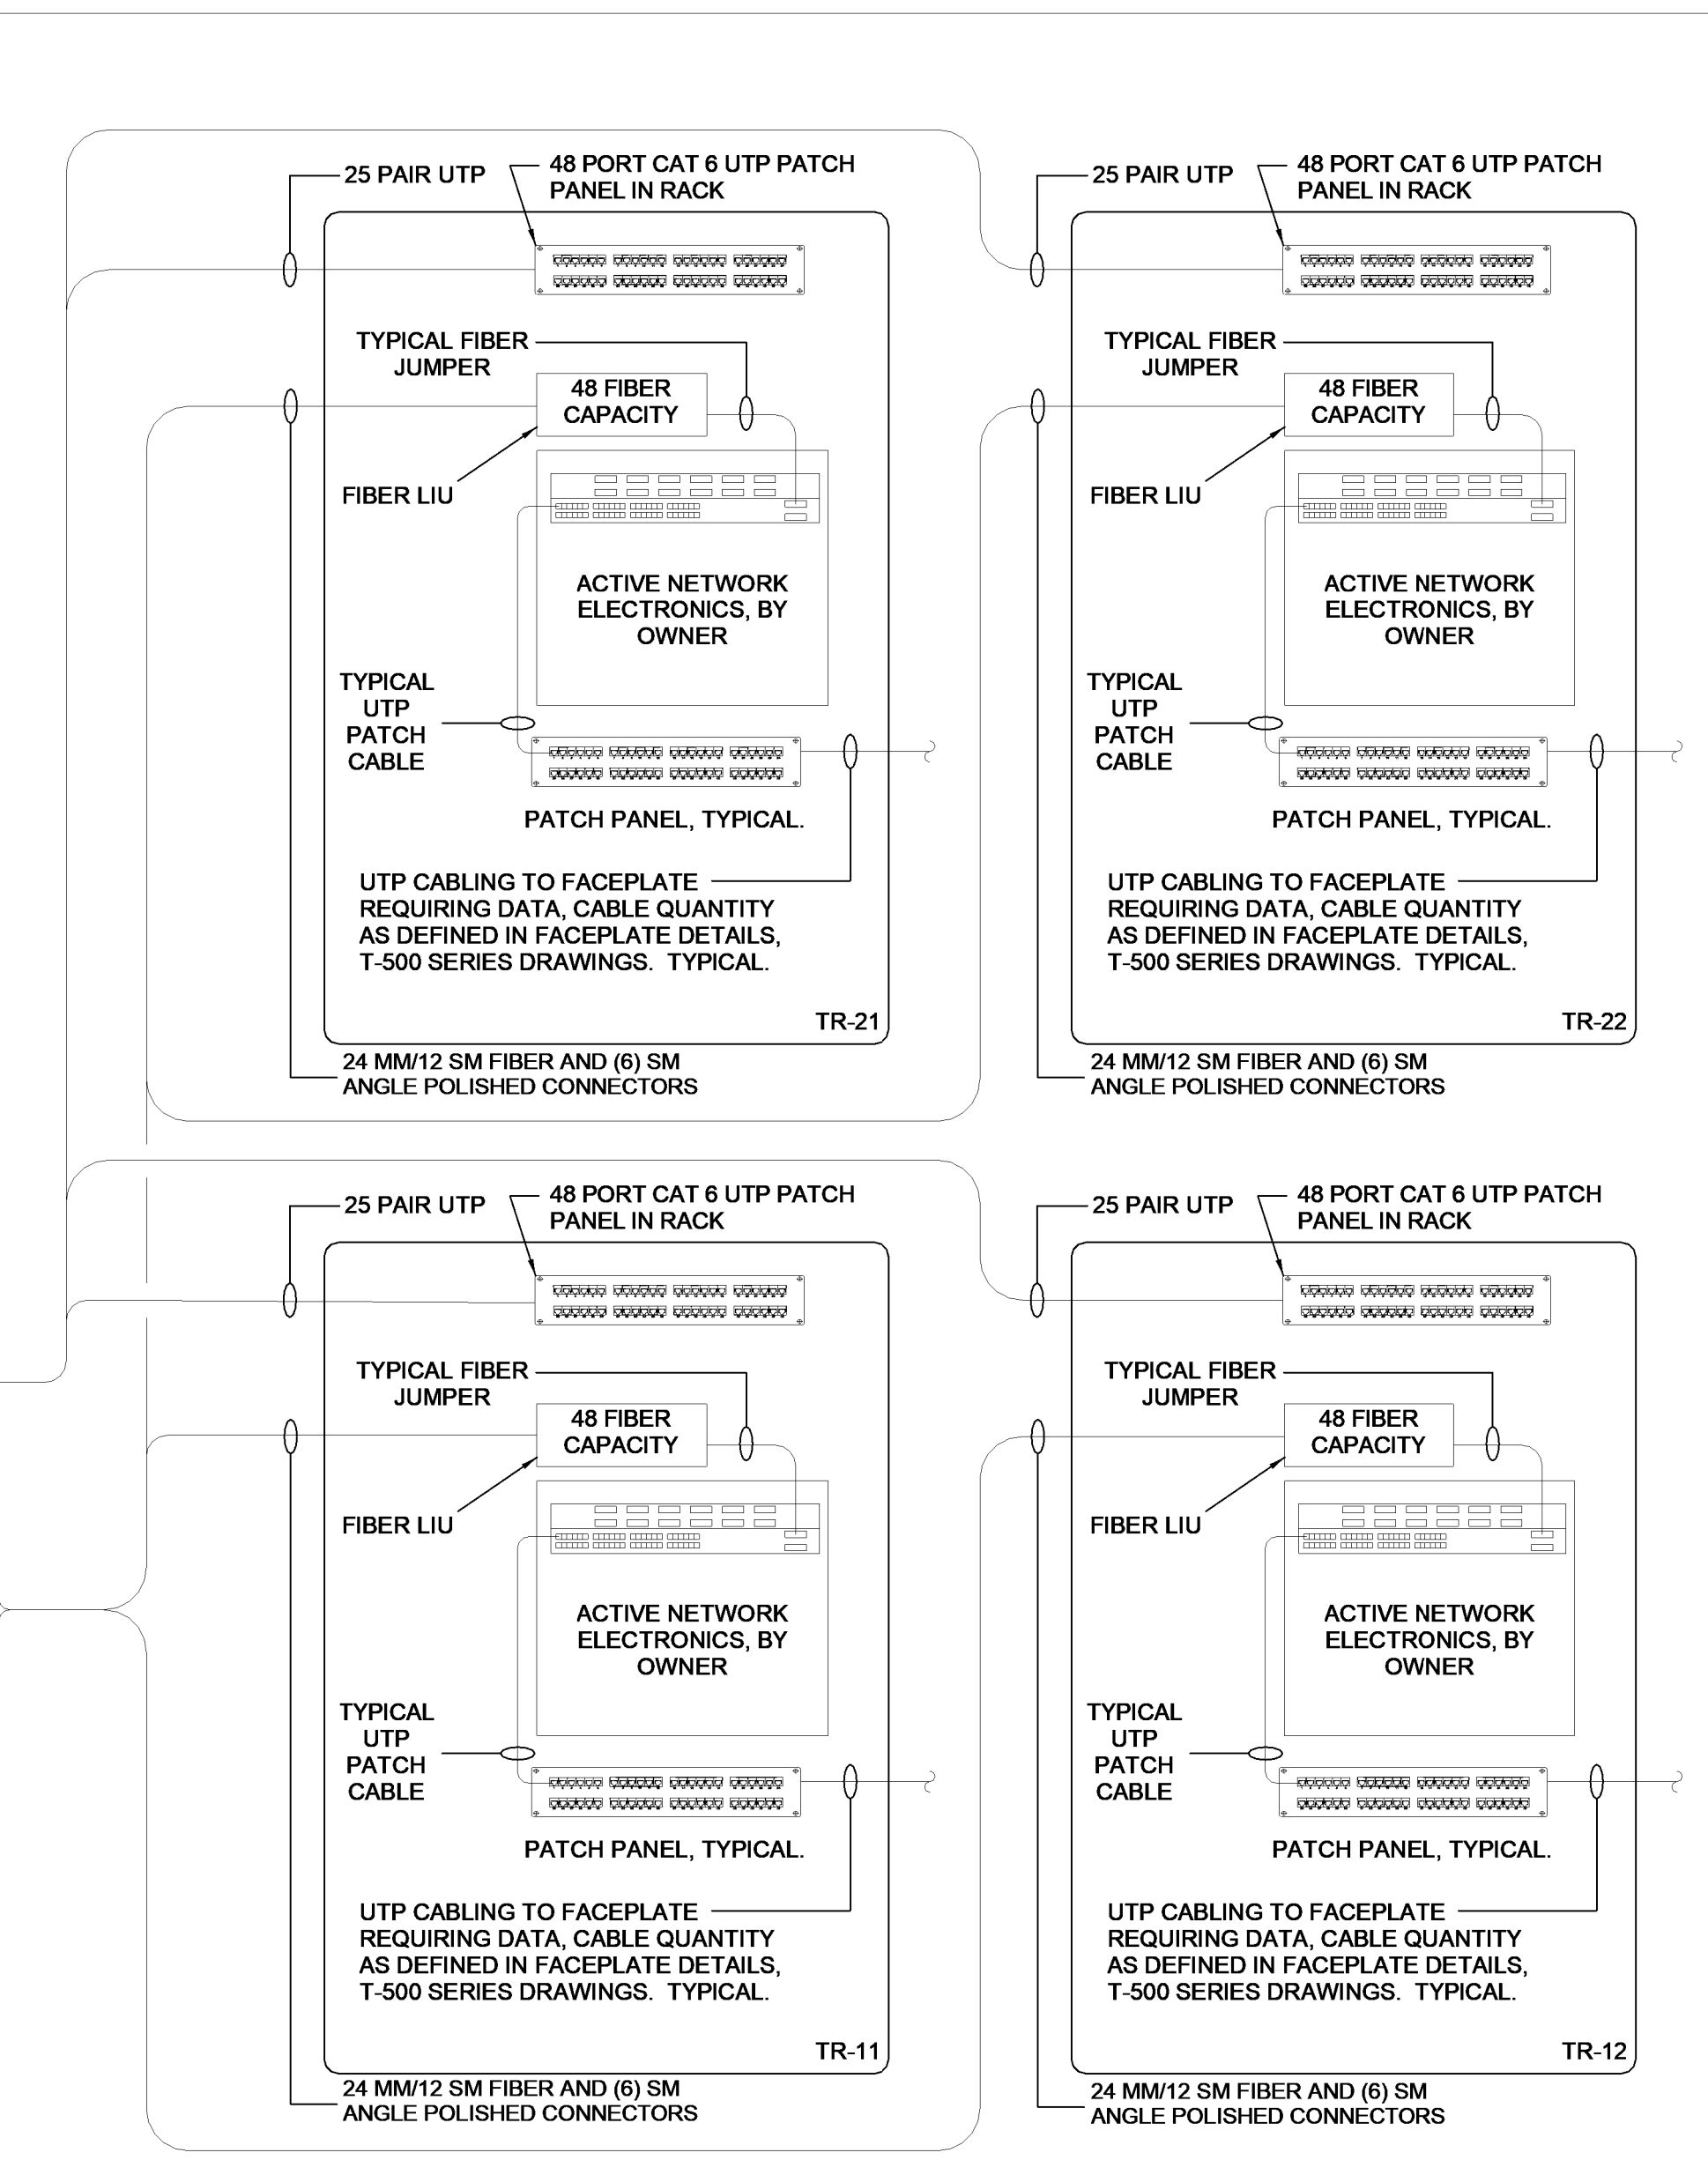 25 PAIR UTP
48 PORT CAT 6 UTP PATCH
PANEL IN RACK
TYPICAL FIBER
JUMPER
48 FIBER
CAPACITY
FIBER LIU
ACTIVE NETWORK
ELECTRONICS, BY
OWNER
TYPICAL
UTP
PATCH
CABLE
PATCH PANEL, TYPICAL.
UTP CABLING TO FACEPLATE
REQUIRING DATA, CABLE QUANTITY
AS DEFINED IN FACEPLATE DETAILS,
T-500 SERIES DRAWINGS.  TYPICAL.
TR-21
24 MM/12 SM FIBER AND (6) SM
ANGLE POLISHED CONNECTORS
25 PAIR UTP
48 PORT CAT 6 UTP PATCH
PANEL IN RACK
TYPICAL FIBER
JUMPER
48 FIBER
CAPACITY
FIBER LIU
ACTIVE NETWORK
ELECTRONICS, BY
OWNER
TYPICAL
UTP
PATCH
CABLE
PATCH PANEL, TYPICAL.
UTP CABLING TO FACEPLATE
REQUIRING DATA, CABLE QUANTITY
AS DEFINED IN FACEPLATE DETAILS,
T-500 SERIES DRAWINGS.  TYPICAL.
TR-22
24 MM/12 SM FIBER AND (6) SM
ANGLE POLISHED CONNECTORS
25 PAIR UTP
48 PORT CAT 6 UTP PATCH
PANEL IN RACK
TYPICAL FIBER
JUMPER
48 FIBER
CAPACITY
FIBER LIU
ACTIVE NETWORK
ELECTRONICS, BY
OWNER
TYPICAL
UTP
PATCH
CABLE
PATCH PANEL, TYPICAL.
UTP CABLING TO FACEPLATE
REQUIRING DATA, CABLE QUANTITY
AS DEFINED IN FACEPLATE DETAILS,
T-500 SERIES DRAWINGS.  TYPICAL.
TR-11
24 MM/12 SM FIBER AND (6) SM
ANGLE POLISHED CONNECTORS
25 PAIR UTP
48 PORT CAT 6 UTP PATCH
PANEL IN RACK
TYPICAL FIBER
JUMPER
48 FIBER
CAPACITY
FIBER LIU
ACTIVE NETWORK
ELECTRONICS, BY
OWNER
TYPICAL
UTP
PATCH
CABLE
PATCH PANEL, TYPICAL.
UTP CABLING TO FACEPLATE
REQUIRING DATA, CABLE QUANTITY
AS DEFINED IN FACEPLATE DETAILS,
T-500 SERIES DRAWINGS.  TYPICAL.
TR-12
24 MM/12 SM FIBER AND (6) SM
ANGLE POLISHED CONNECTORS